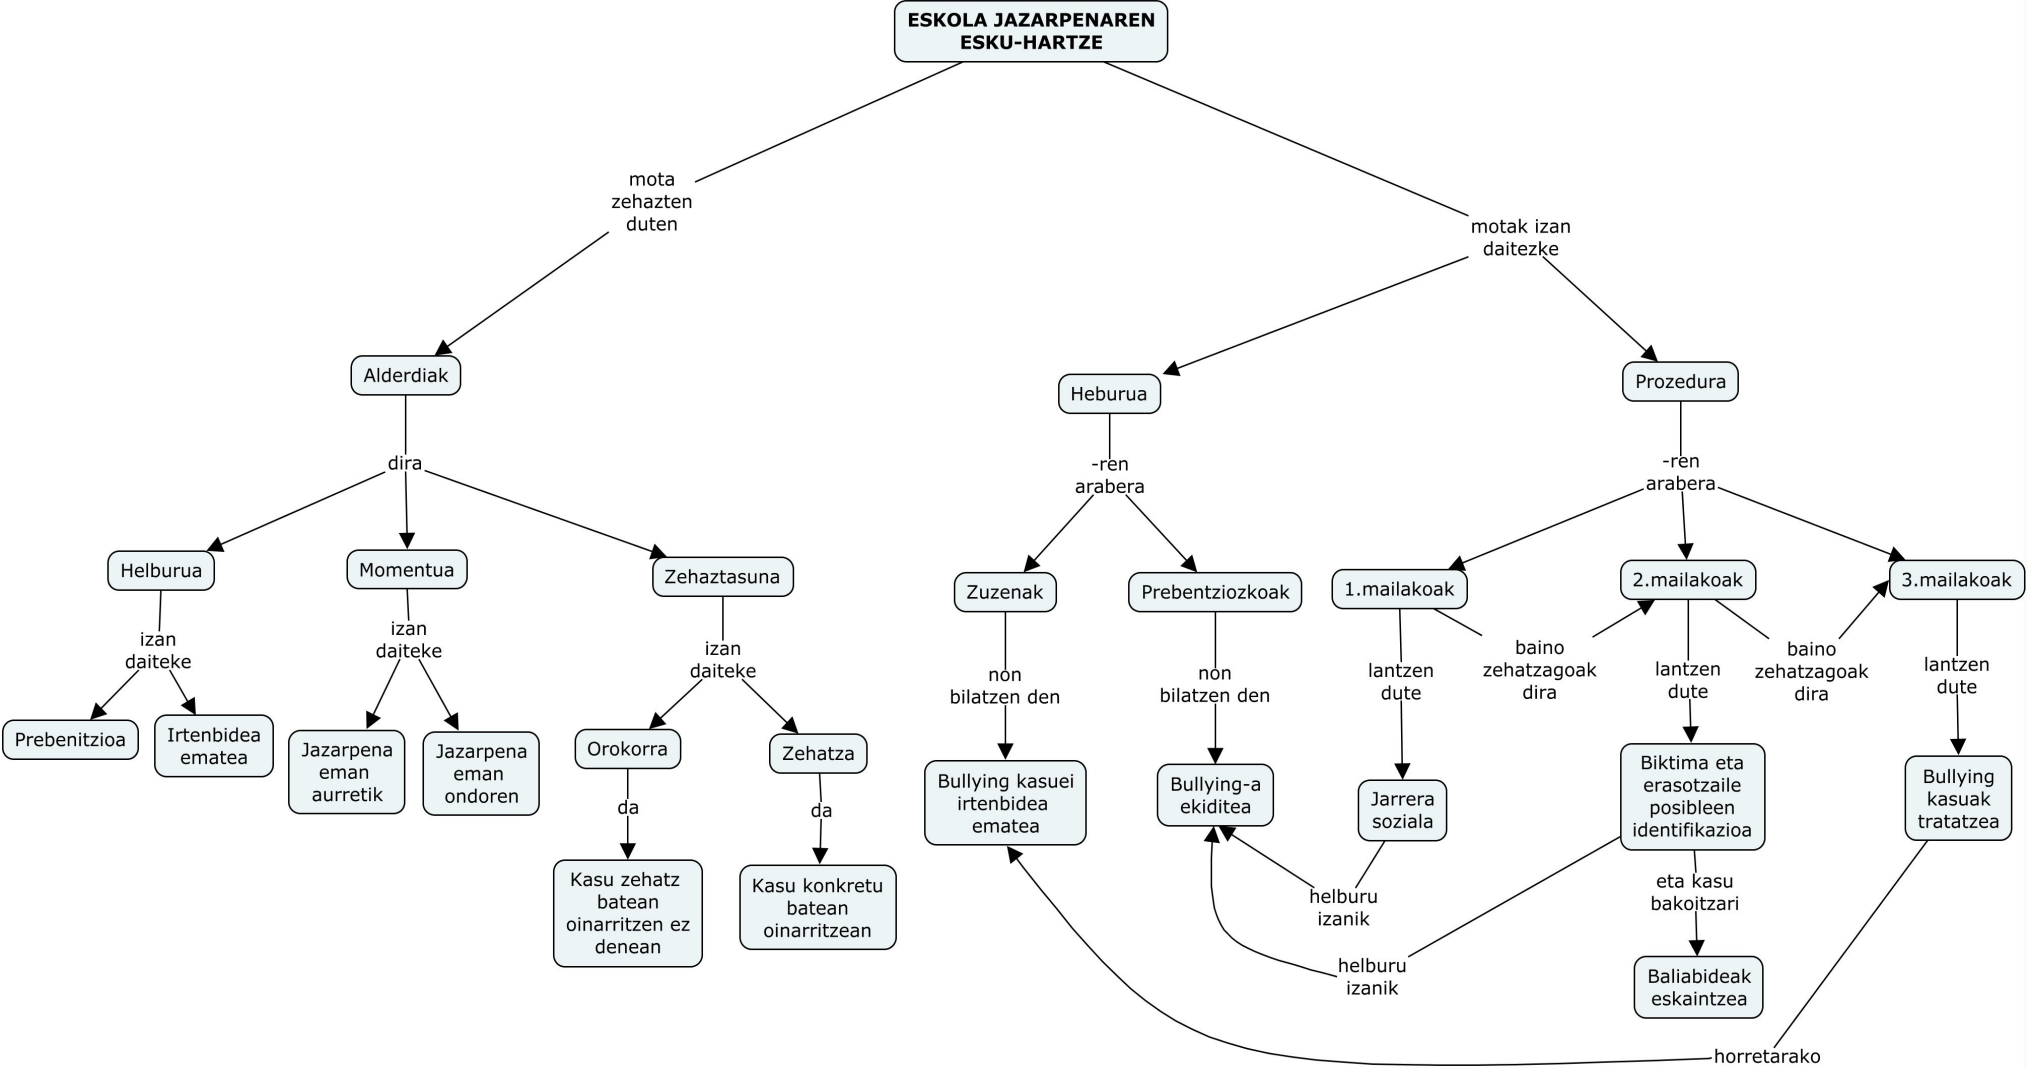 ESKOLA JAZARPENAREN
ESKU-HARTZE
mota
zehazten
duten
motak izan
daitezke
Alderdiak
Heburua
Prozedura
dira
-ren
arabera
-ren
arabera
Helburua
Momentua
Zehaztasuna
Zuzenak
Prebentziozkoak
1.mailakoak
2.mailakoak
3.mailakoak
izan
daiteke
izan
daiteke
izan
daiteke
non
bilatzen den
non
bilatzen den
lantzen
dute
baino
zehatzagoak
dira
lantzen
dute
baino
zehatzagoak
dira
lantzen
dute
Prebenitzioa
Irtenbidea
ematea
Jazarpena
eman
aurretik
Jazarpena
eman
ondoren
Orokorra
Zehatza
Bullying kasuei
irtenbidea
ematea
Bullying-a
ekiditea
Jarrera
soziala
Biktima eta
erasotzaile
posibleen
identifikazioa
Bullying
kasuak
tratatzea
da
da
Kasu zehatz
batean
oinarritzen ez
denean
Kasu konkretu
batean
oinarritzean
helburu
izanik
eta kasu
bakoitzari
helburu
izanik
Baliabideak
eskaintzea
horretarako